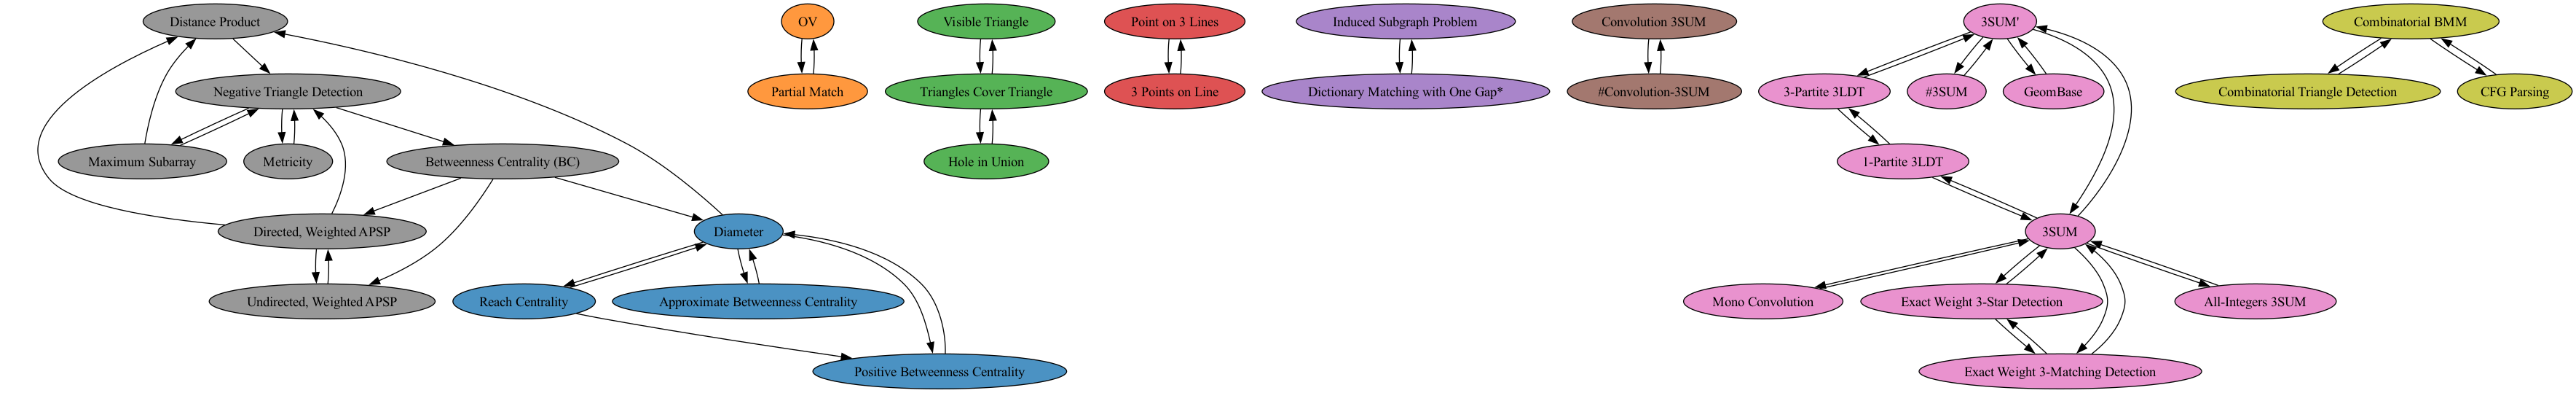 Distance Product
OV
Visible Triangle
Point on 3 Lines
Induced Subgraph Problem
Convolution 3SUM
3SUM'
Combinatorial BMM
Negative Triangle Detection
Partial Match
Triangles Cover Triangle
3 Points on Line
Dictionary Matching with One Gap*
#Convolution-3SUM
3-Partite 3LDT
#3SUM
GeomBase
Combinatorial Triangle Detection
CFG Parsing
Maximum Subarray
Metricity
Betweenness Centrality (BC)
Hole in Union
1-Partite 3LDT
Directed, Weighted APSP
Diameter
3SUM
Undirected, Weighted APSP
Reach Centrality
Approximate Betweenness Centrality
Mono Convolution
Exact Weight 3-Star Detection
All-Integers 3SUM
Positive Betweenness Centrality
Exact Weight 3-Matching Detection